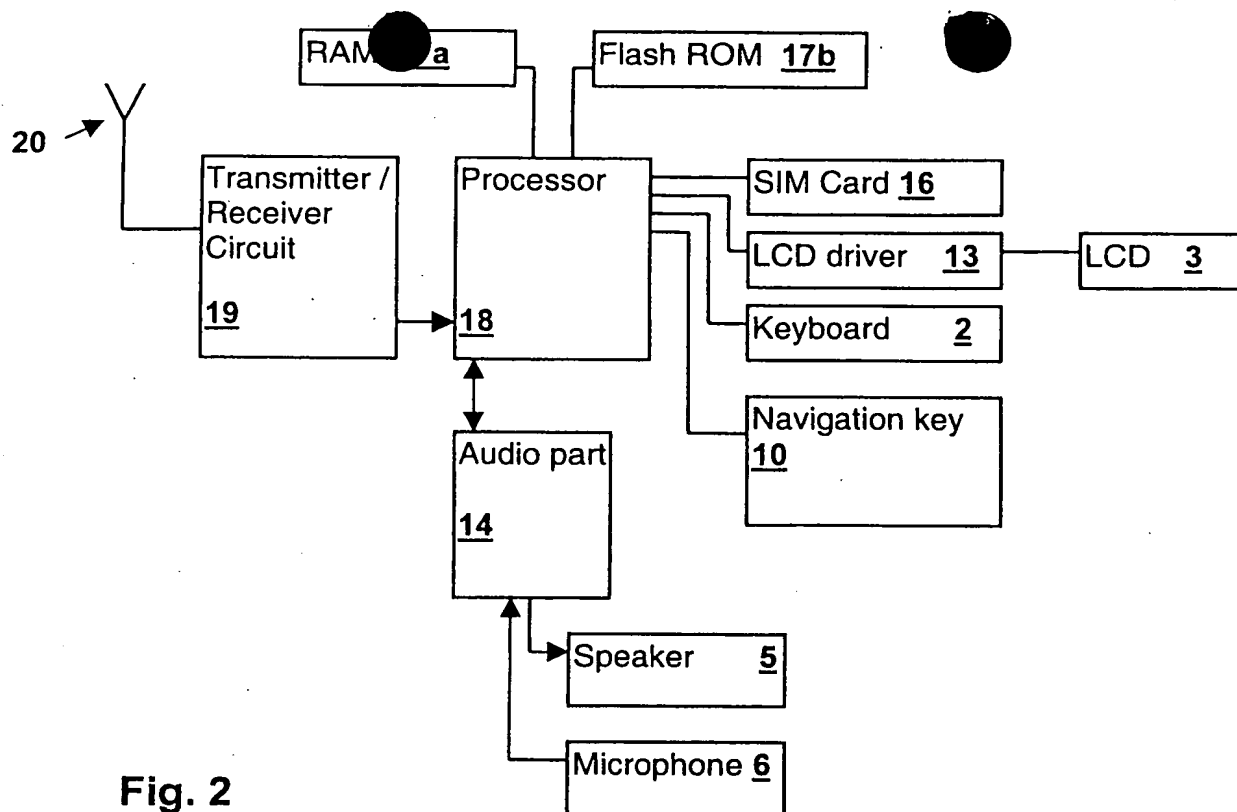 RAM a
Flash ROM 17b
20
Transmitter /
Receiver
Circuit
19
Processor
18
SIM Card 16
LCD driver 13
LCD 3
Keyboard 2
Navigation key
10
Audio part
14
Speaker 5
Microphone 6
Fig. 2